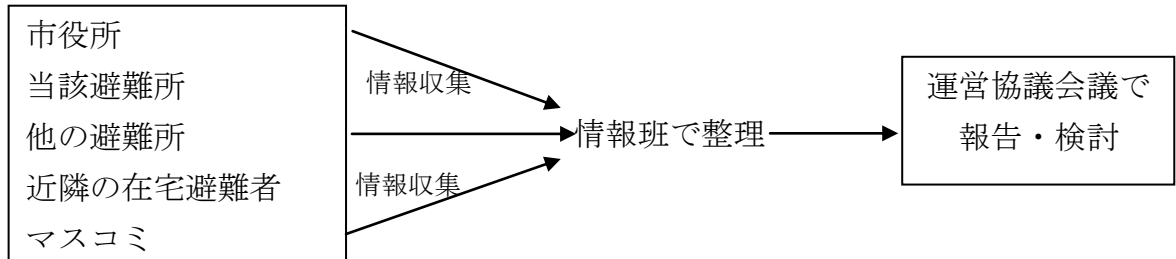 市役所
当該避難所
他の避難所
近隣の在宅避難者
マスコミ
情報収集
情報収集
情報班で整理
運営協議会議で
報告・検討